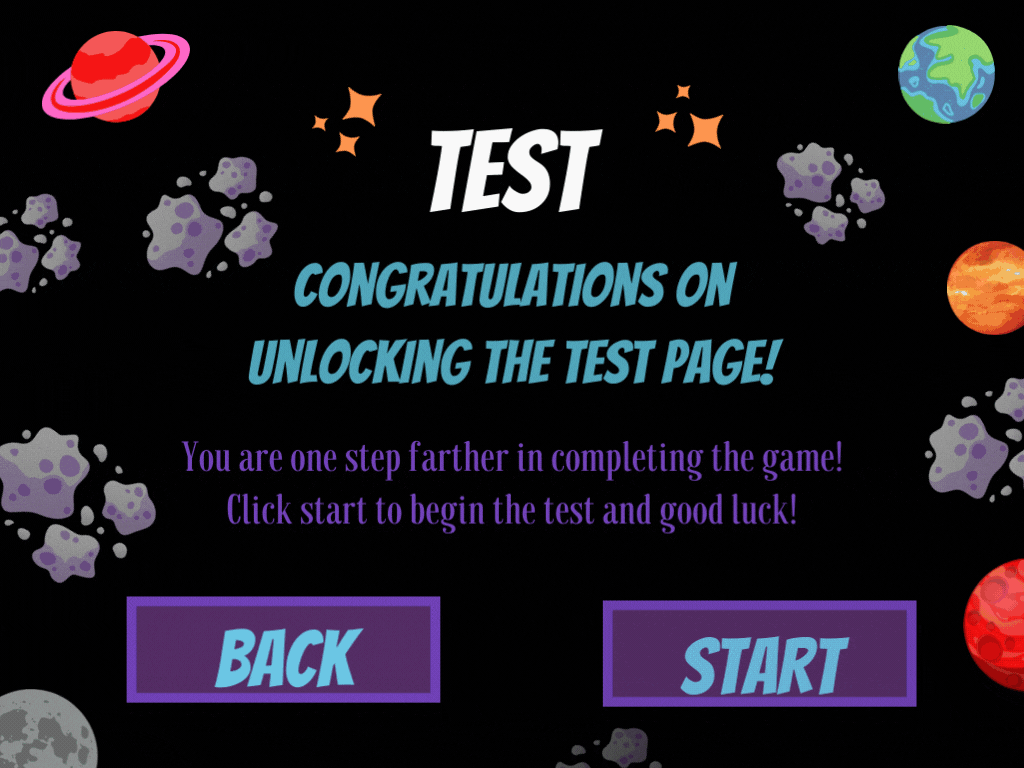 TEST
CONGRATULATIONS ON
UNLOCKING THE TEST PAGE!
You are one step farther in completing the game!
Click start to begin the test and good luck!
BACK
START